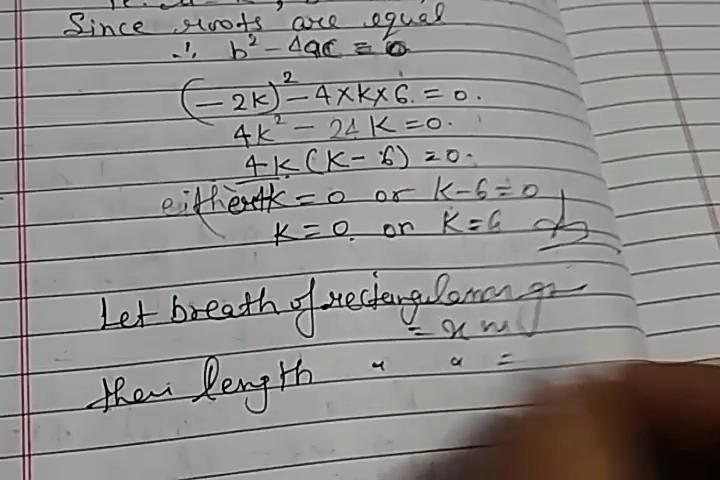 Since roots are equal
∴ b² - 4ac = 0
(-2K)² - 4×K×6 = 0.
4K² - 24K = 0.
4K(K - 6) = 0.
either 4K = 0 or K-6=0
K = 0. or K=6
Let breath of rectangular
= x m
then length " " =